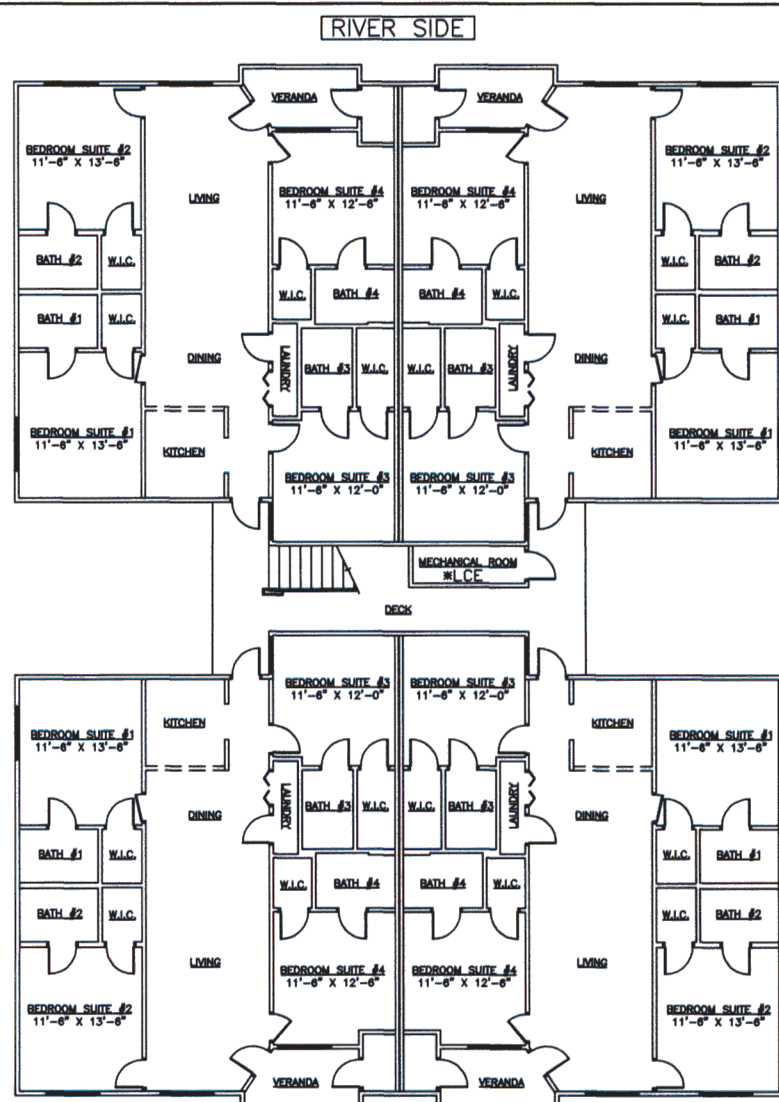 RIVER SIDE
VERANDA
VERANDA
BEDROOM SUITE #2
11'-6" X 13'-6"
LIVING
BEDROOM SUITE #4
11'-6" X 12'-6"
BEDROOM SUITE #4
11'-6" X 12'-6"
LIVING
BEDROOM SUITE #2
11'-6" X 13'-6"
BATH #2
W.I.C.
W.I.C.
BATH #4
BATH #4
W.I.C.
W.I.C.
BATH #2
BATH #1
W.I.C.
W.I.C.
BATH #1
DINING
LAUNDRY
BATH #3
W.I.C.
W.I.C.
BATH #3
LAUNDRY
DINING
BEDROOM SUITE #1
11'-6" X 13'-6"
KITCHEN
BEDROOM SUITE #3
11'-6" X 12'-0"
BEDROOM SUITE #3
11'-6" X 12'-0"
KITCHEN
BEDROOM SUITE #1
11'-6" X 13'-6"
MECHANICAL ROOM
*LCE
DECK
BEDROOM SUITE #1
11'-6" X 13'-6"
KITCHEN
BEDROOM SUITE #3
11'-6" X 12'-0"
BEDROOM SUITE #3
11'-6" X 12'-0"
KITCHEN
BEDROOM SUITE #1
11'-6" X 13'-6"
DINING
LAUNDRY
BATH #3
W.I.C.
W.I.C.
BATH #3
LAUNDRY
DINING
BATH #1
W.I.C.
W.I.C.
BATH #1
W.I.C.
BATH #4
BATH #4
W.I.C.
BATH #2
W.I.C.
W.I.C.
BATH #2
LIVING
BEDROOM SUITE #4
11'-6" X 12'-6"
BEDROOM SUITE #4
11'-6" X 12'-6"
LIVING
BEDROOM SUITE #2
11'-6" X 13'-6"
BEDROOM SUITE #2
11'-6" X 13'-6"
VERANDA
VERANDA